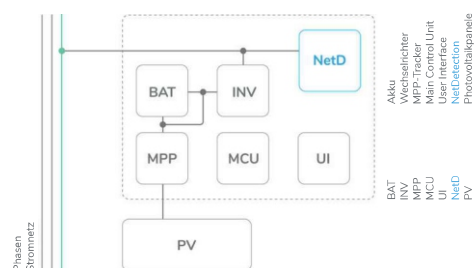 NetD
BAT
INV
MPP
MCU
UI
PV
Phasen
Stromnetz
BAT Akku
INV Wechselrichter
MPP MPP-Tracker
MCU Main Control Unit
UI User Interface
NetD NetDetection
PV Photovoltaikpanele